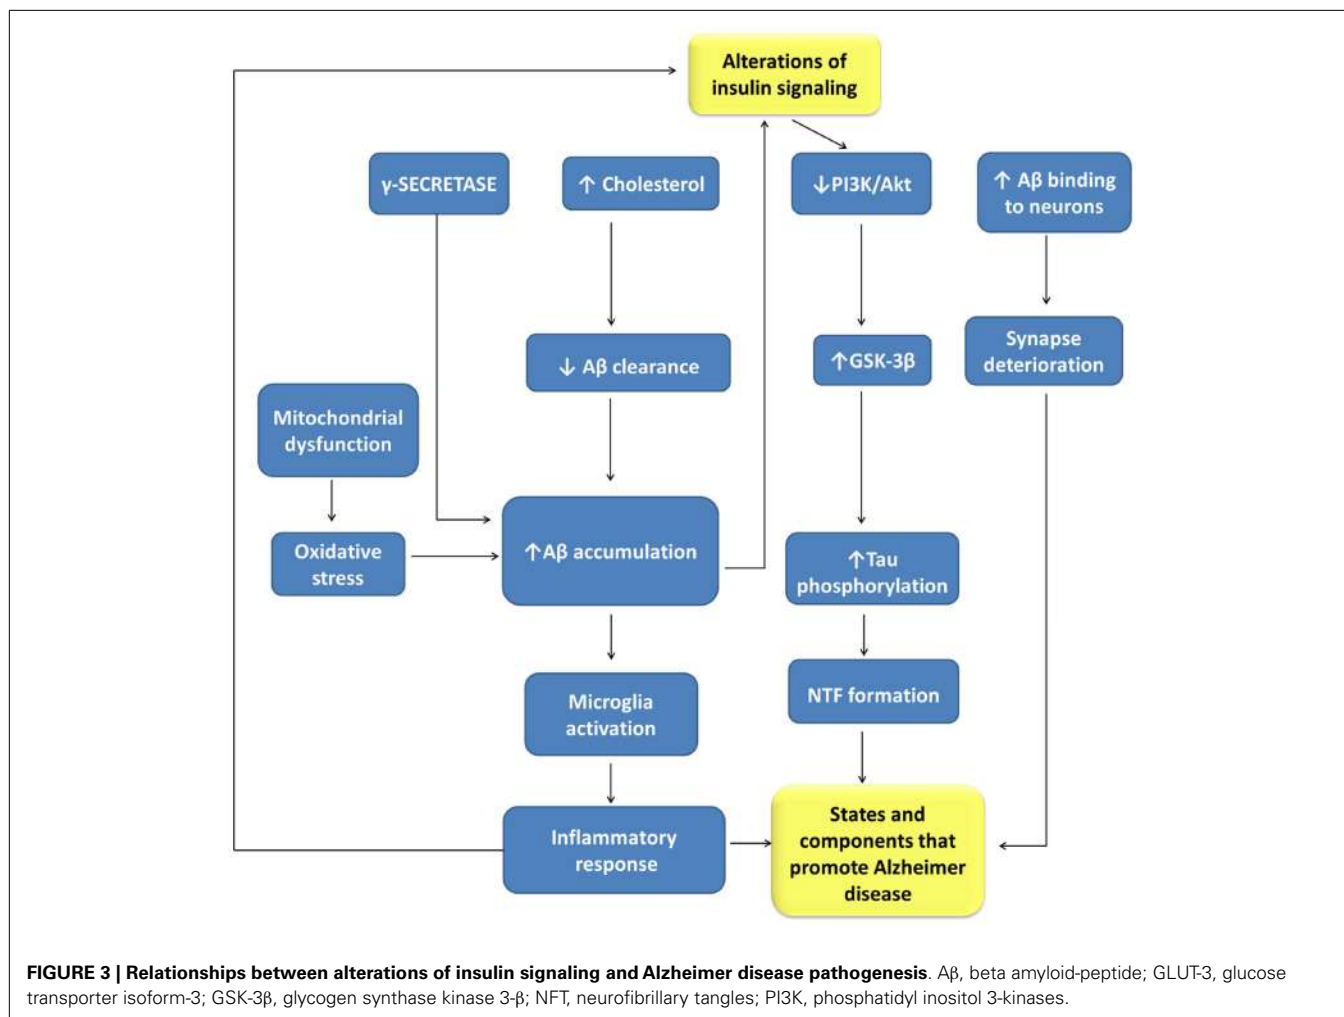 Alterations of
insulin signaling
γ-SECRETASE
↑ Cholesterol
↓PI3K/Akt
↑ Aβ binding
to neurons
↓ Aβ clearance
↑GSK-3β
Synapse
deterioration
Mitochondrial
dysfunction
Oxidative
stress
↑Aβ accumulation
↑Tau
phosphorylation
Microglia
activation
NTF formation
Inflammatory
response
States and
components that
promote Alzheimer
disease
FIGURE 3 | Relationships between alterations of insulin signaling and Alzheimer disease pathogenesis. Aβ, beta amyloid-peptide; GLUT-3, glucose
transporter isoform-3; GSK-3β, glycogen synthase kinase 3-β; NFT, neurofibrillary tangles; PI3K, phosphatidyl inositol 3-kinases.